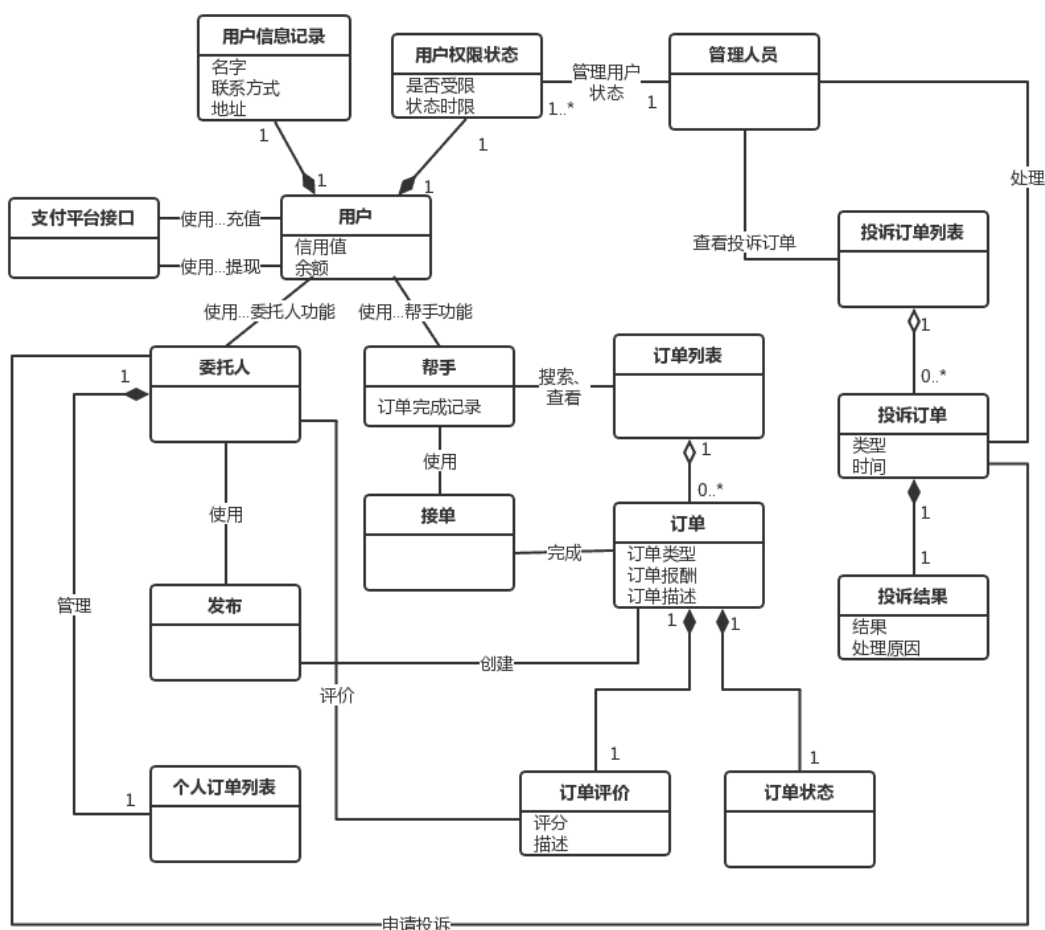 用户信息记录
名字
联系方式
地址
用户权限状态
是否受限
状态时限
管理人员
管理用户
状态
1..*
1
1
1
1
1
处理
支付平台接口
使用...充值
使用...提现
用户
信用值
余额
投诉订单列表
查看投诉订单
使用...委托人功能
使用...帮手功能
1
0..*
委托人
1
帮手
订单完成记录
搜索、
查看
订单列表
投诉订单
类型
时间
使用
1
0..*
使用
接单
完成
订单
订单类型
订单报酬
订单描述
1
1
投诉结果
结果
处理原因
管理
发布
1
1
创建
评价
1
1
个人订单列表
1
订单评价
评分
描述
订单状态
申请投诉